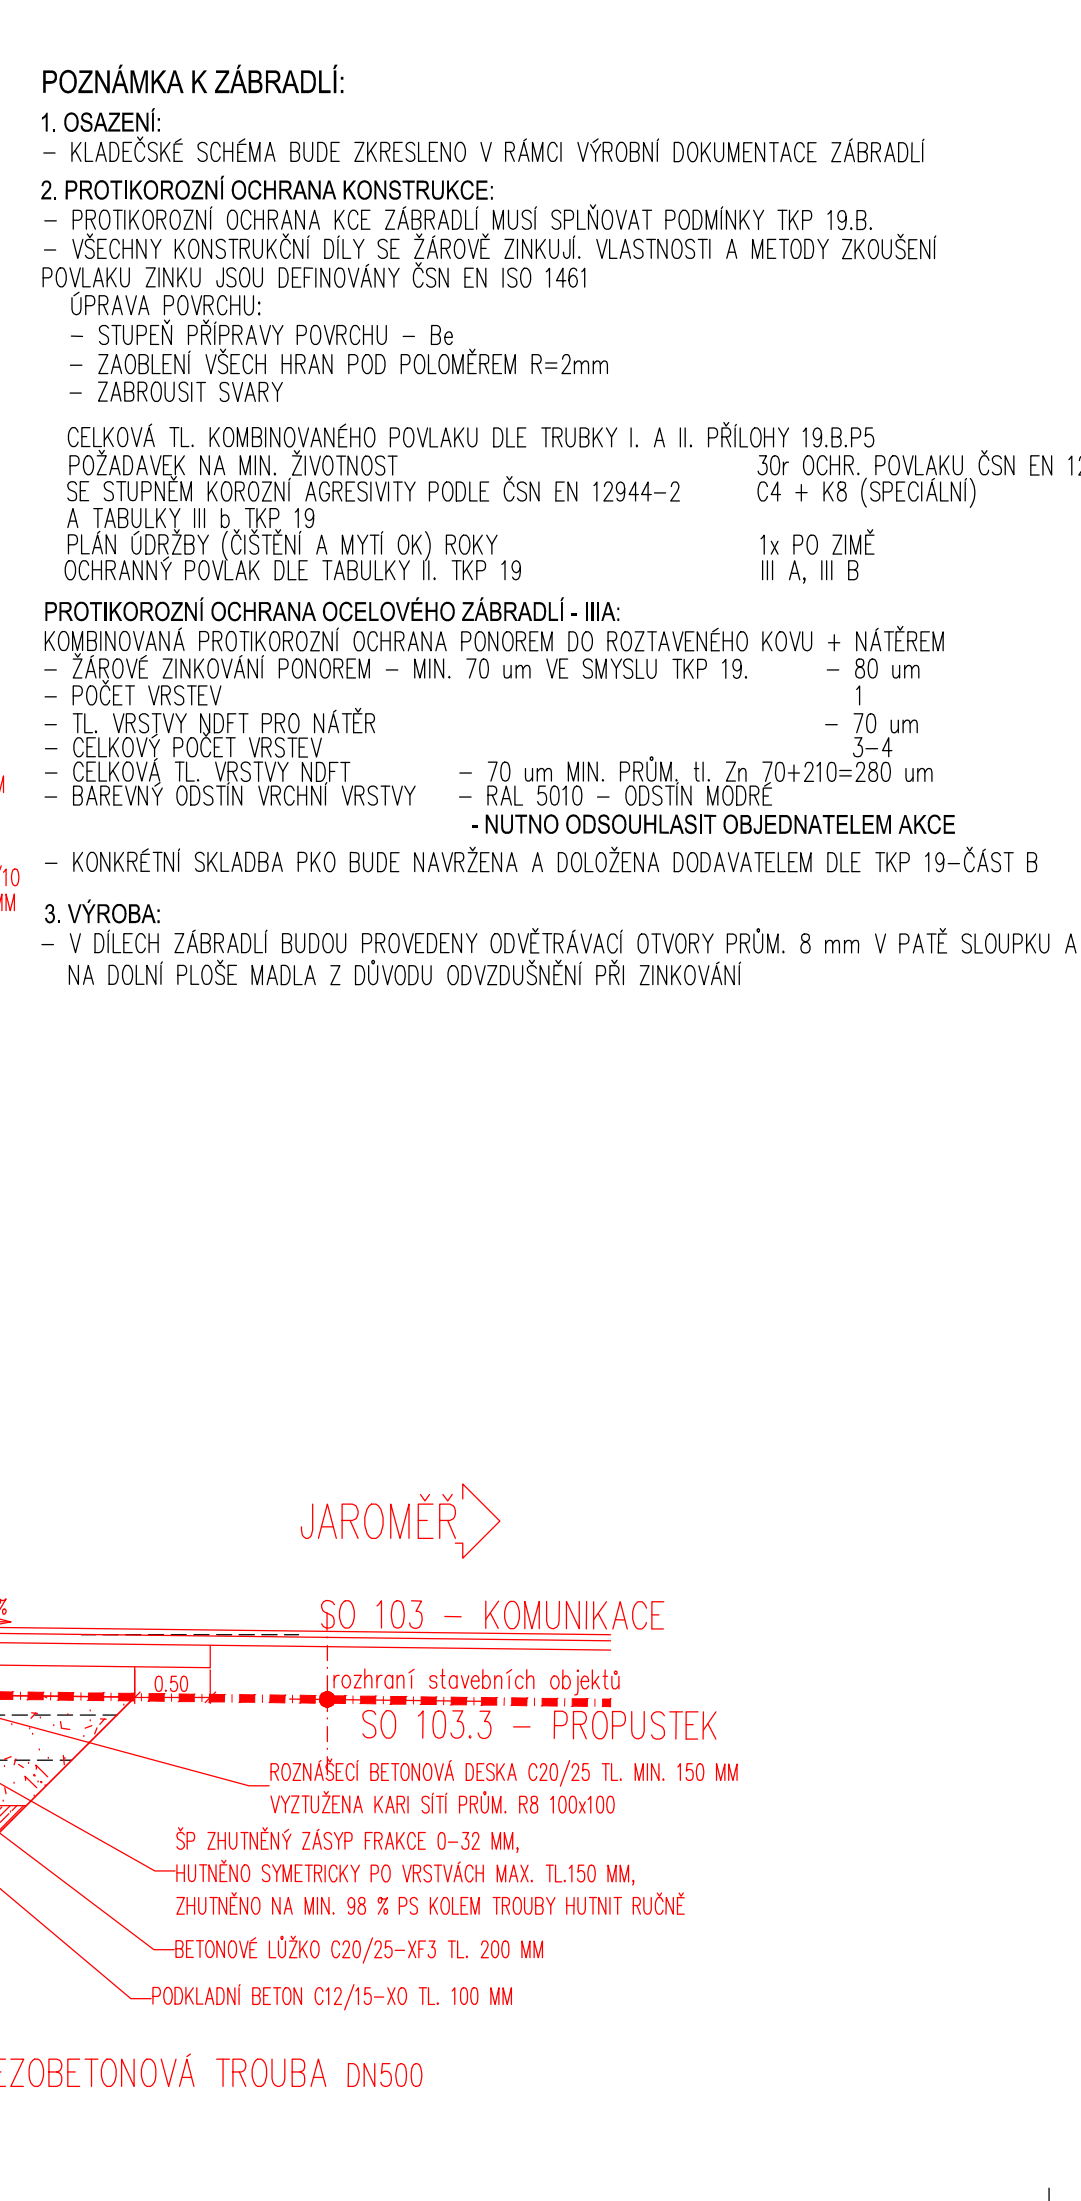 POZNÁMKA K ZÁBRADLÍ:
1. OSAZENÍ:
– KLADEČSKÉ SCHÉMA BUDE ZKRESLENO V RÁMCI VÝROBNÍ DOKUMENTACE ZÁBRADLÍ
2. PROTIKOROZNÍ OCHRANA KONSTRUKCE:
– PROTIKOROZNÍ OCHRANA KCE ZÁBRADLÍ MUSÍ SPLŇOVAT PODMÍNKY TKP 19.B.
– VŠECHNY KONSTRUKČNÍ DÍLY SE ŽÁROVĚ ZINKUJÍ. VLASTNOSTI A METODY ZKOUŠENÍ
POVLAKU ZINKU JSOU DEFINOVÁNY ČSN EN ISO 1461
ÚPRAVA POVRCHU:
– STUPEŇ PŘÍPRAVY POVRCHU – Be
– ZAOBLENÍ VŠECH HRAN POD POLOMĚREM R=2mm
– ZABROUSIT SVARY
CELKOVÁ TL. KOMBINOVANÉHO POVLAKU DLE TRUBKY I. A II. PŘÍLOHY 19.B.P5
POŽADAVEK NA MIN. ŽIVOTNOST 30r OCHR. POVLAKU ČSN EN 12
SE STUPNĚM KOROZNÍ AGRESIVITY PODLE ČSN EN 12944–2 C4 + K8 (SPECIÁLNÍ)
A TABULKY III b TKP 19
PLÁN ÚDRŽBY (ČIŠTĚNÍ A MYTÍ OK) ROKY 1x PO ZIMĚ
OCHRANNÝ POVLAK DLE TABULKY II. TKP 19 III A, III B
PROTIKOROZNÍ OCHRANA OCELOVÉHO ZÁBRADLÍ - IIIA:
KOMBINOVANÁ PROTIKOROZNÍ OCHRANA PONOREM DO ROZTAVENÉHO KOVU + NÁTĚREM
– ŽÁROVÉ ZINKOVÁNÍ PONOREM – MIN. 70 um VE SMYSLU TKP 19. – 80 um
– POČET VRSTEV 1
– TL. VRSTVY NDFT PRO NÁTĚR – 70 um
– CELKOVÝ POČET VRSTEV 3–4
– CELKOVÁ TL. VRSTVY NDFT – 70 um MIN. PRŮM. tl. Zn 70+210=280 um
– BAREVNÝ ODSTÍN VRCHNÍ VRSTVY – RAL 5010 – ODSTÍN MODRÉ
- NUTNO ODSOUHLASIT OBJEDNATELEM AKCE
– KONKRÉTNÍ SKLADBA PKO BUDE NAVRŽENA A DOLOŽENA DODAVATELEM DLE TKP 19–ČÁST B
/10
MM
3. VÝROBA:
– V DÍLECH ZÁBRADLÍ BUDOU PROVEDENY ODVĚTRÁVACÍ OTVORY PRŮM. 8 mm V PATĚ SLOUPKU A
NA DOLNÍ PLOŠE MADLA Z DŮVODU ODVZDUŠNĚNÍ PŘI ZINKOVÁNÍ
JAROMĚŘ
%
SO 103 – KOMUNIKACE
0.50
rozhraní stavebních objektů
SO 103.3 – PROPUSTEK
1:1
ROZNÁŠECÍ BETONOVÁ DESKA C20/25 TL. MIN. 150 MM
VYZTUŽENA KARI SÍTÍ PRŮM. R8 100x100
ŠP ZHUTNĚNÝ ZÁSYP FRAKCE 0–32 MM,
HUTNĚNO SYMETRICKY PO VRSTVÁCH MAX. TL.150 MM,
ZHUTNĚNO NA MIN. 98 % PS KOLEM TROUBY HUTNIT RUČNĚ
BETONOVÉ LŮŽKO C20/25–XF3 TL. 200 MM
PODKLADNÍ BETON C12/15–X0 TL. 100 MM
EZOBETONOVÁ TROUBA DN500